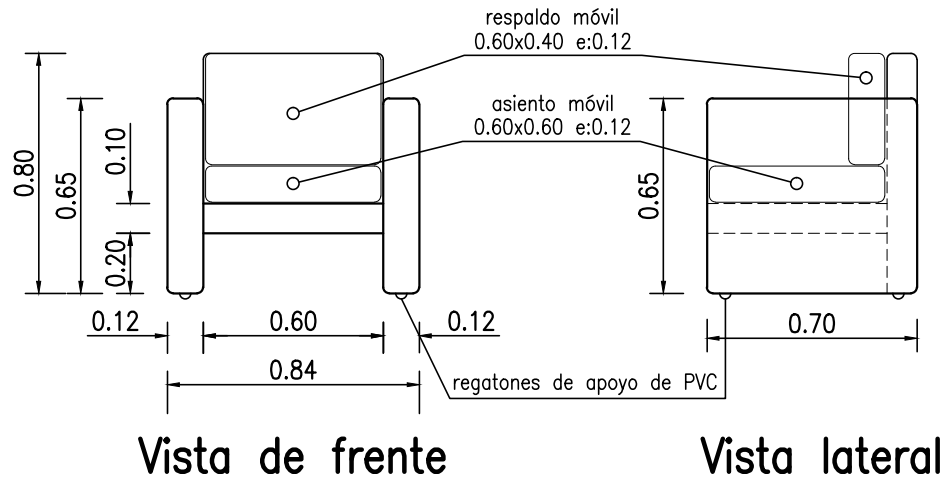 respaldo móvil
0.60x0.40 e:0.12
asiento móvil
0.60x0.60 e:0.12
0.80
0.65
0.10
0.20
0.65
0.12
0.60
0.12
0.70
0.84
regatones de apoyo de PVC
Vista de frente
Vista lateral